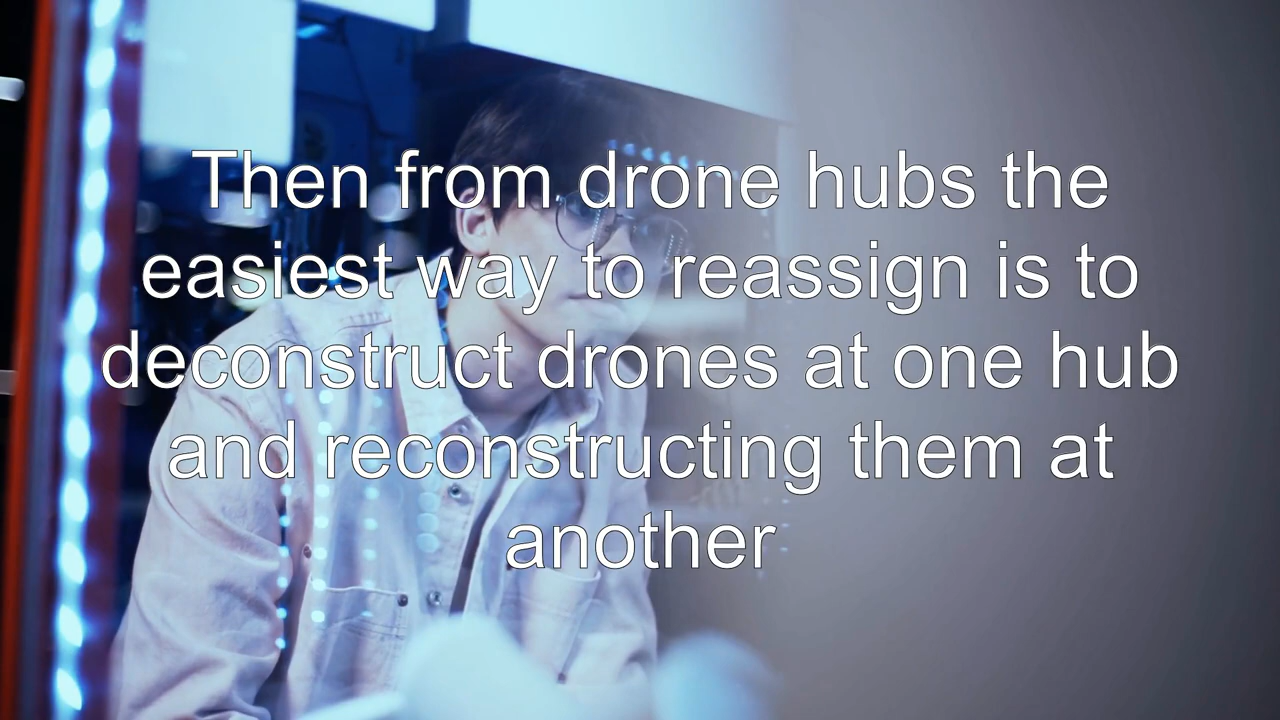 Then from drone hubs the
easiest way to reassign is to
deconstruct drones at one hub
and reconstructing them at
another